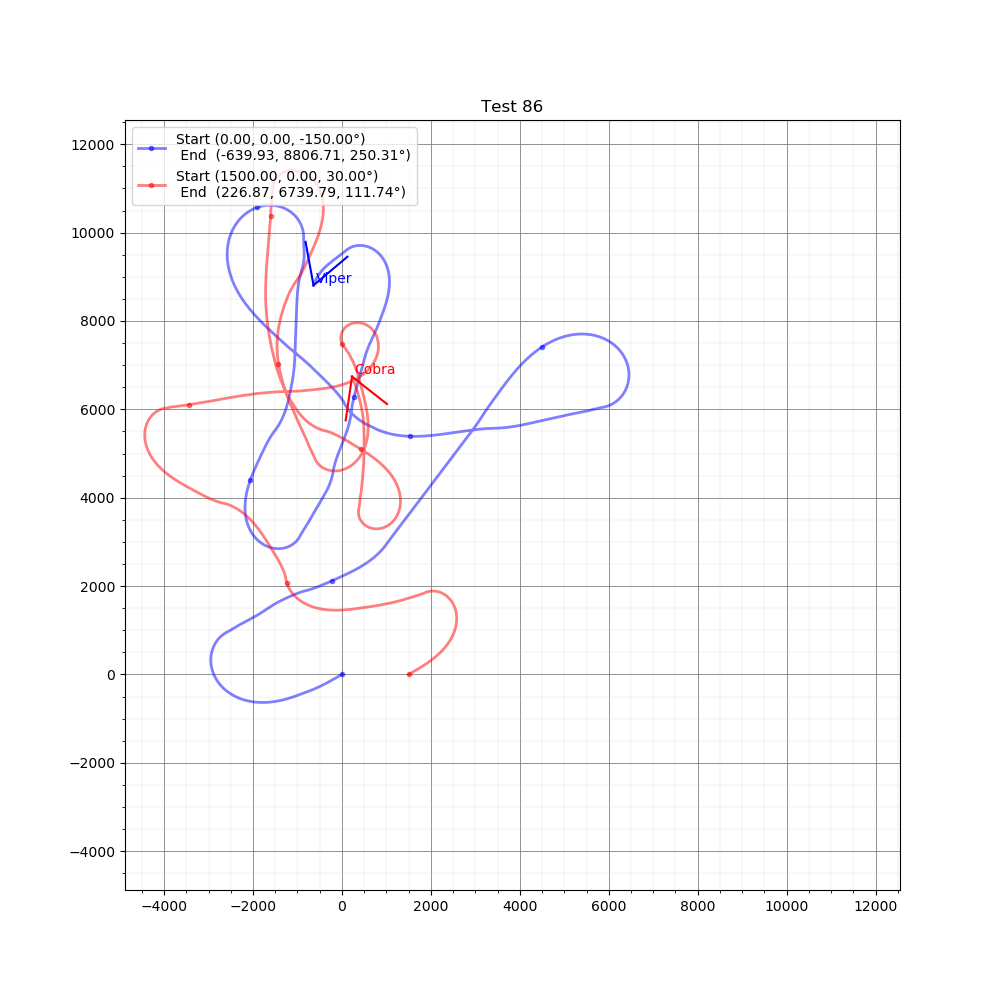 Test 86
Start (0.00, 0.00, -150.00°)
End (-639.93, 8806.71, 250.31°)
Start (1500.00, 0.00, 30.00°)
End (226.87, 6739.79, 111.74°)
12000
10000
8000
6000
4000
2000
0
−2000
−4000
Viper
Cobra
−4000 −2000 0 2000 4000 6000 8000 10000 12000